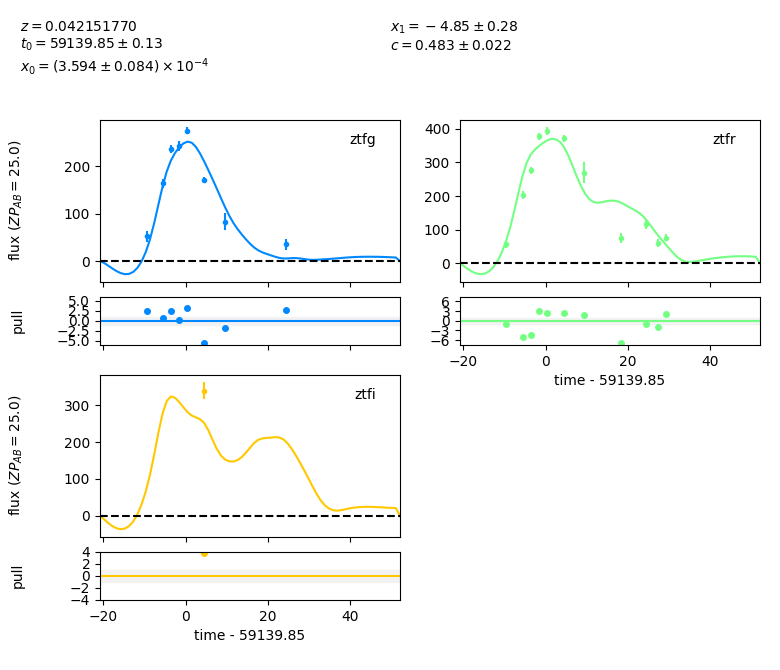 z = 0.042151770
t₀ = 59139.85 ± 0.13
x₀ = (3.594 ± 0.084) × 10⁻⁴
x₁ = −4.85 ± 0.28
c = 0.483 ± 0.022
ztfg
flux (ZP_AB = 25.0)
200
100
0
ztfr
400
300
200
100
0
pull
5.0
2.5
0.0
−2.5
−5.0
6
3
0
−3
−6
−20 0 20 40
time - 59139.85
ztfi
flux (ZP_AB = 25.0)
300
200
100
0
pull
4
2
0
−2
−4
−20 0 20 40
time - 59139.85